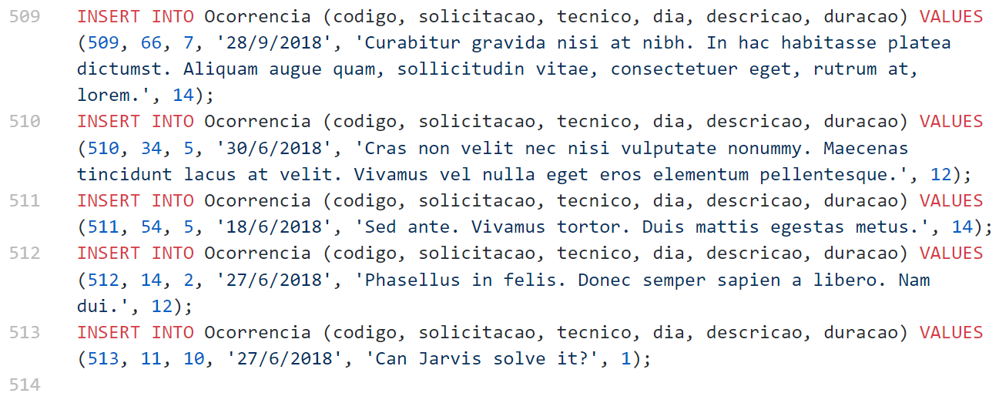 509 INSERT INTO Ocorrencia (codigo, solicitacao, tecnico, dia, descricao, duracao) VALUES
(509, 66, 7, '28/9/2018', 'Curabitur gravida nisi at nibh. In hac habitasse platea
dictumst. Aliquam augue quam, sollicitudin vitae, consectetuer eget, rutrum at,
lorem.', 14);
510 INSERT INTO Ocorrencia (codigo, solicitacao, tecnico, dia, descricao, duracao) VALUES
(510, 34, 5, '30/6/2018', 'Cras non velit nec nisi vulputate nonummy. Maecenas
tincidunt lacus at velit. Vivamus vel nulla eget eros elementum pellentesque.', 12);
511 INSERT INTO Ocorrencia (codigo, solicitacao, tecnico, dia, descricao, duracao) VALUES
(511, 54, 5, '18/6/2018', 'Sed ante. Vivamus tortor. Duis mattis egestas metus.', 14);
512 INSERT INTO Ocorrencia (codigo, solicitacao, tecnico, dia, descricao, duracao) VALUES
(512, 14, 2, '27/6/2018', 'Phasellus in felis. Donec semper sapien a libero. Nam
dui.', 12);
513 INSERT INTO Ocorrencia (codigo, solicitacao, tecnico, dia, descricao, duracao) VALUES
(513, 11, 10, '27/6/2018', 'Can Jarvis solve it?', 1);
514